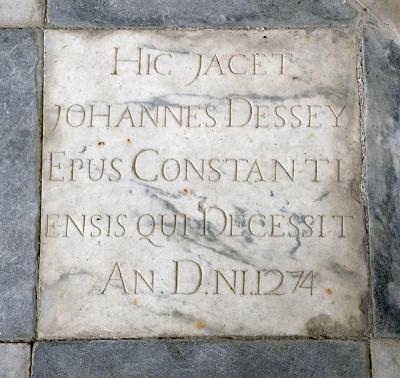 HIC JACET
JOHANNES DESSEY
EPUS CONSTANTI
ENSIS QUI DECESSIT
AN. D.NI.1274